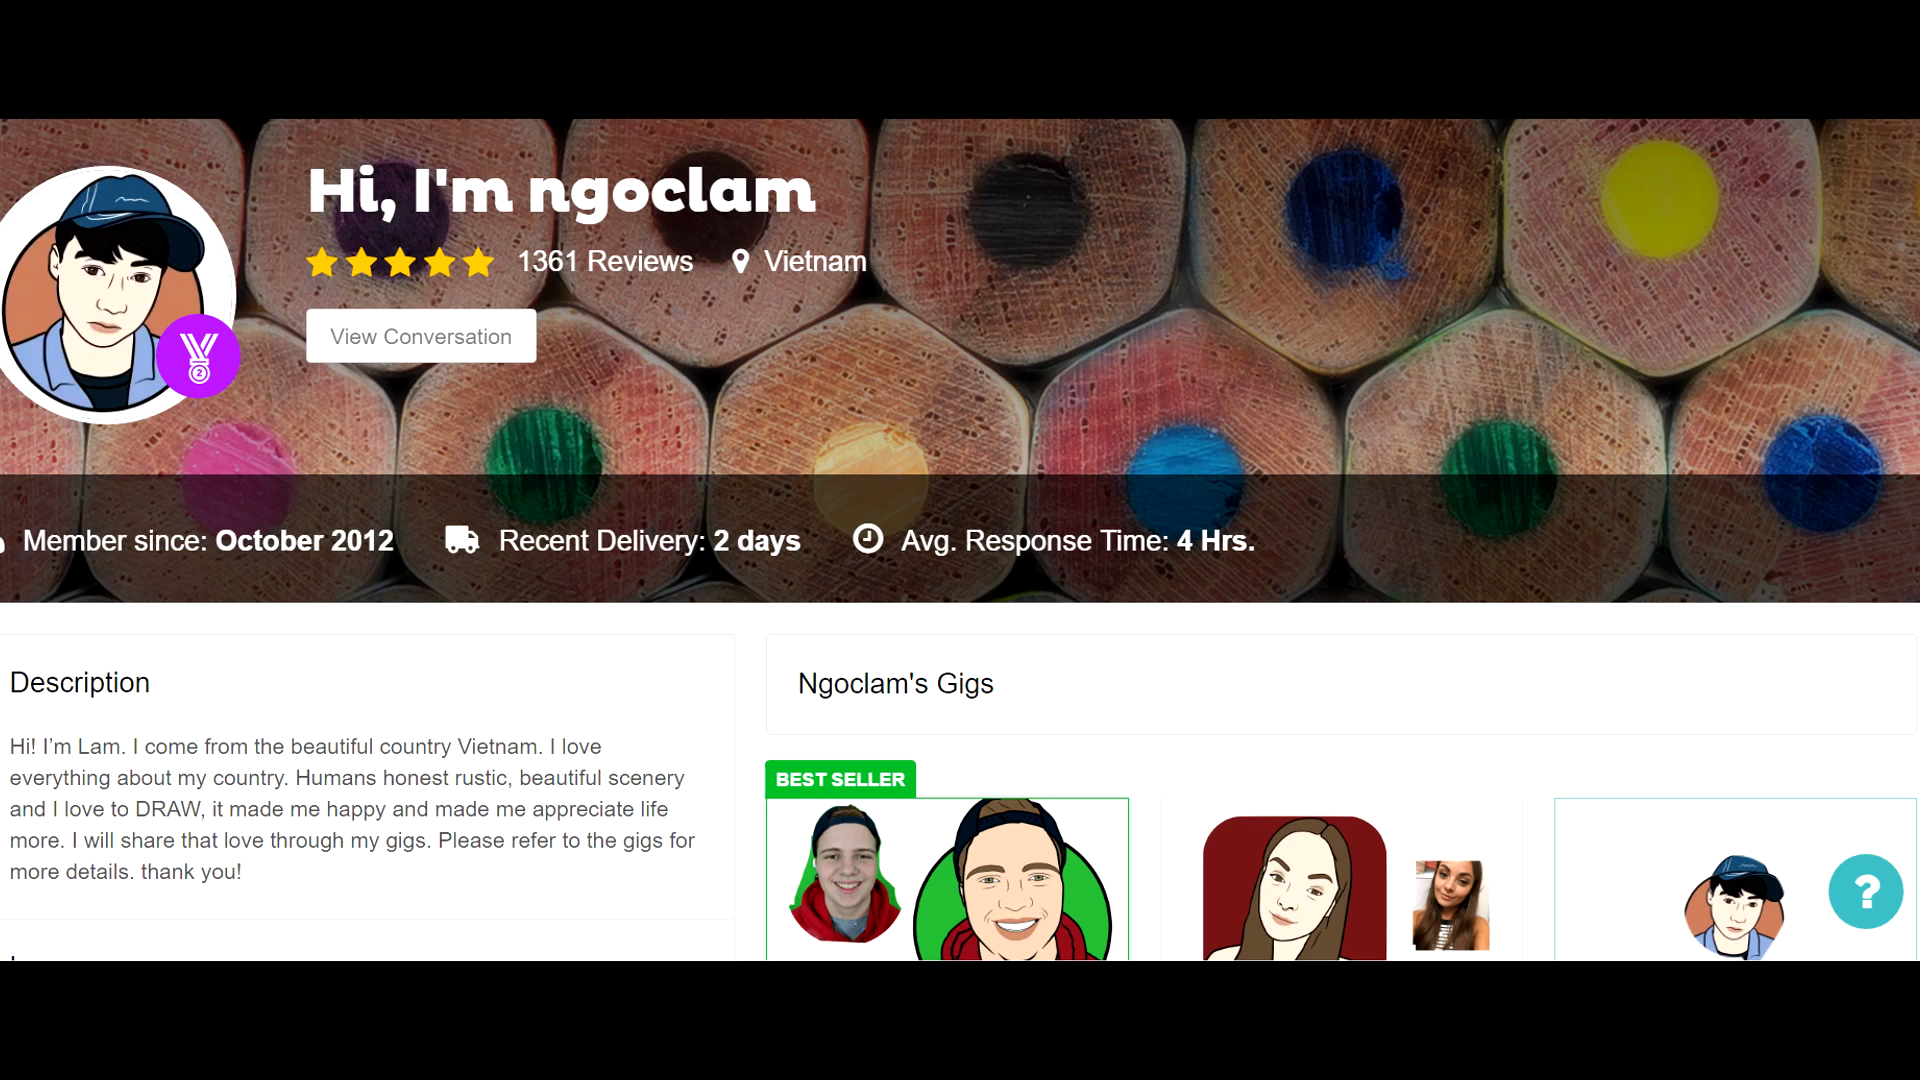 Hi, I'm ngoclam
1361 Reviews Vietnam
View Conversation
2
Member since: October 2012 Recent Delivery: 2 days Avg. Response Time: 4 Hrs.
Description
Hi! I’m Lam. I come from the beautiful country Vietnam. I love
everything about my country. Humans honest rustic, beautiful scenery
and I love to DRAW, it made me happy and made me appreciate life
more. I will share that love through my gigs. Please refer to the gigs for
more details. thank you!
Ngoclam's Gigs
BEST SELLER
?